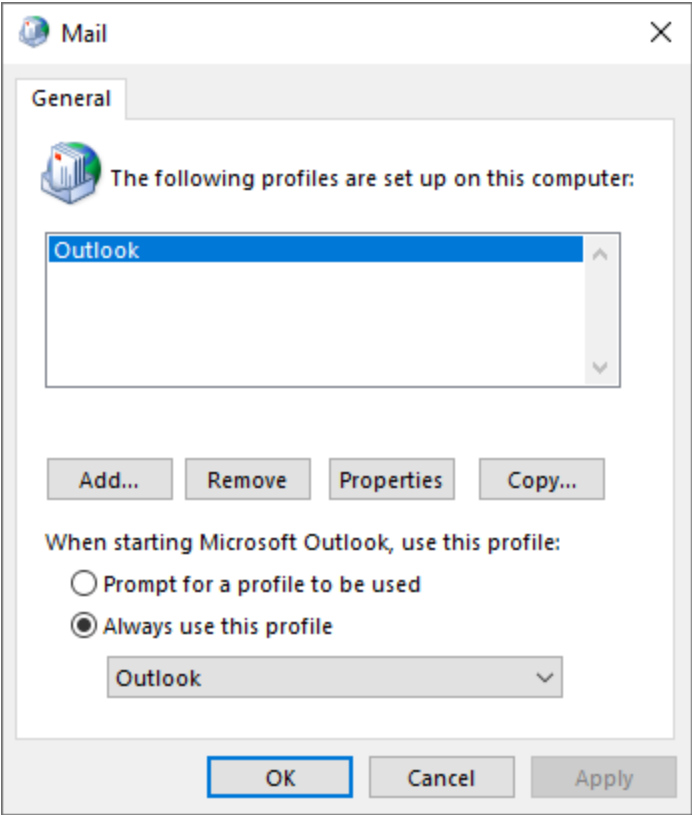 Mail
General
The following profiles are set up on this computer:
Outlook
Add... Remove Properties Copy...
When starting Microsoft Outlook, use this profile:
Prompt for a profile to be used
Always use this profile
Outlook
OK Cancel Apply